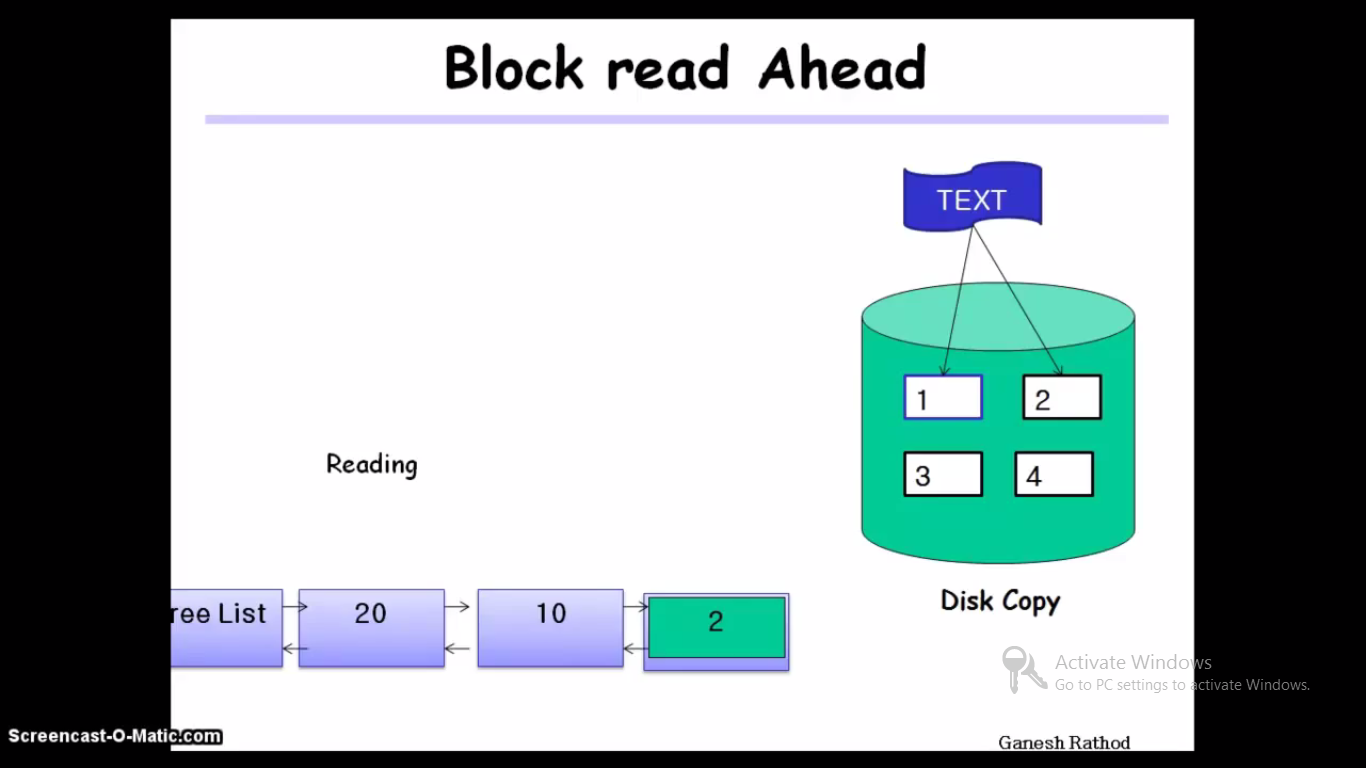 Block read Ahead
TEXT
1 2
3 4
Reading
ree List 20 10 2
Disk Copy
Activate Windows
Go to PC settings to activate Windows.
Screencast-O-Matic.com
Ganesh Rathod